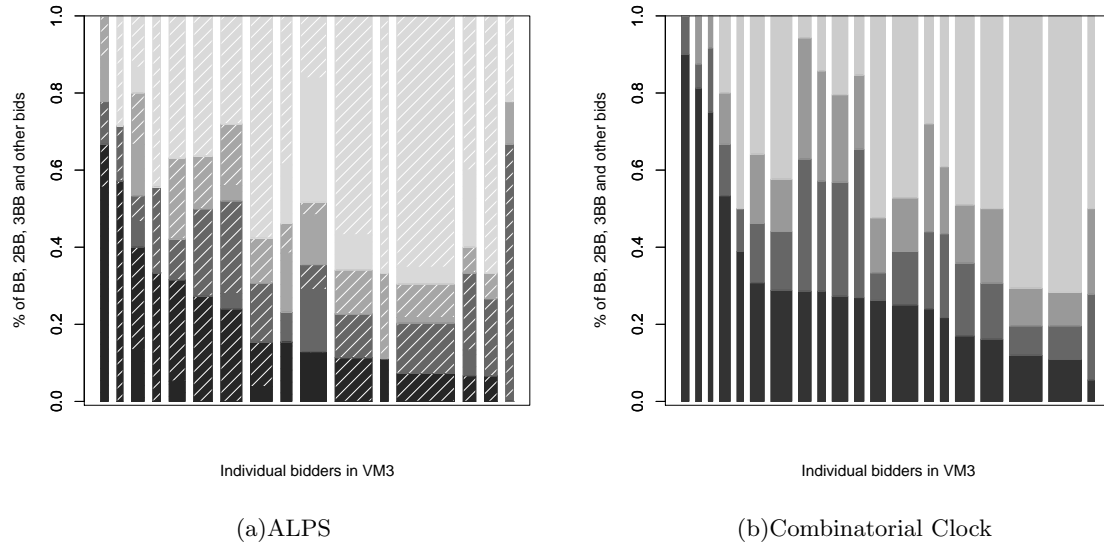 % of BB, 2BB, 3BB and other bids
1.0
0.8
0.6
0.4
0.2
0.0
Individual bidders in VM3
(a)ALPS
% of BB, 2BB, 3BB and other bids
1.0
0.8
0.6
0.4
0.2
0.0
Individual bidders in VM3
(b)Combinatorial Clock